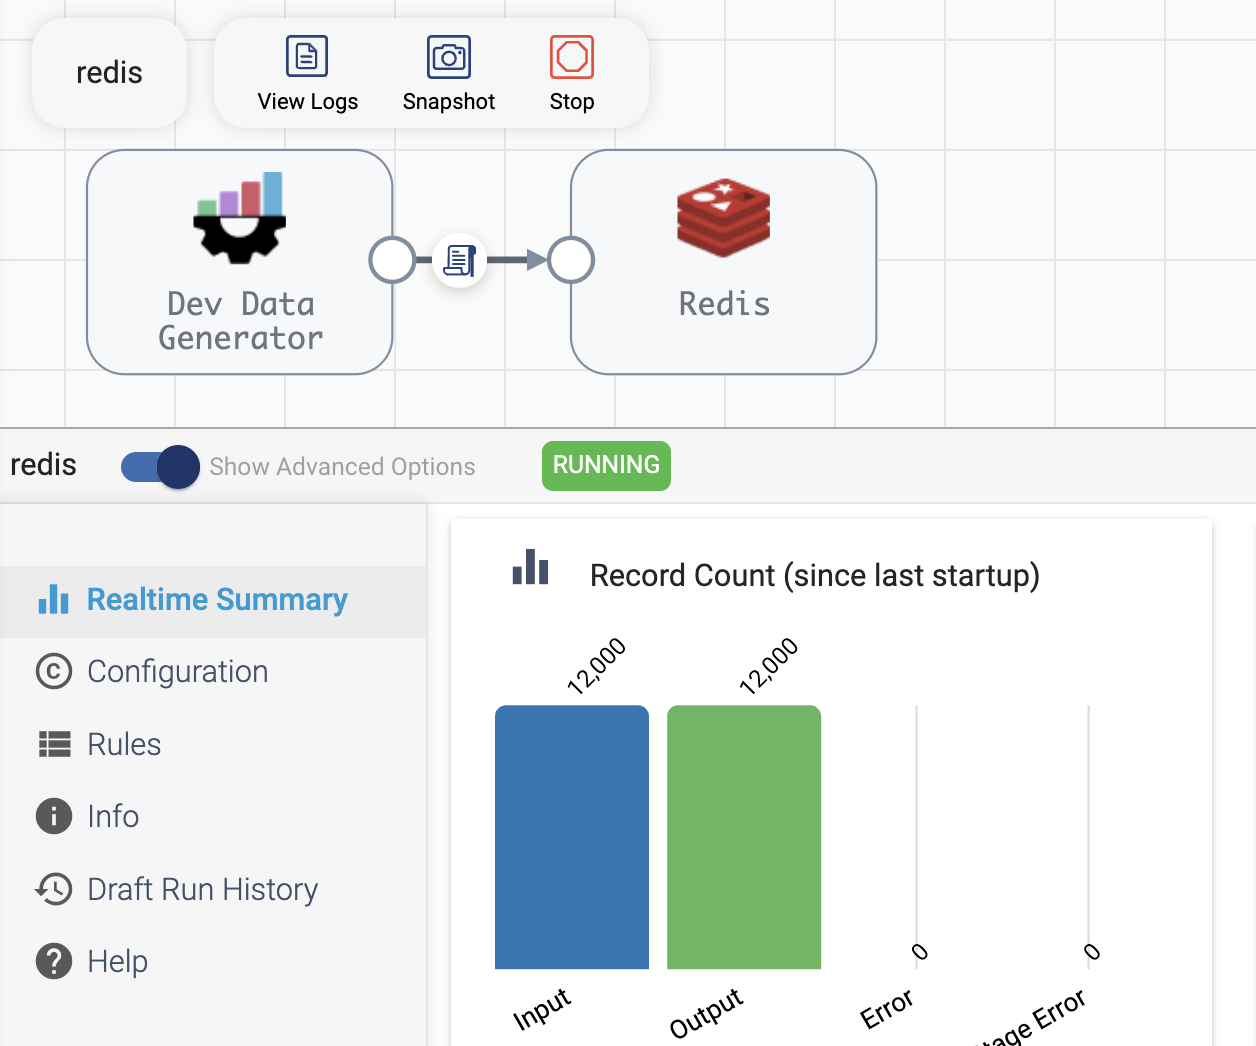 redis
View Logs
Snapshot
Stop
Dev Data
Generator
Redis
redis
Show Advanced Options
RUNNING
Realtime Summary
Configuration
Rules
Info
Draft Run History
Help
Record Count (since last startup)
12,000
12,000
0
0
Input
Output
Error
tage Error